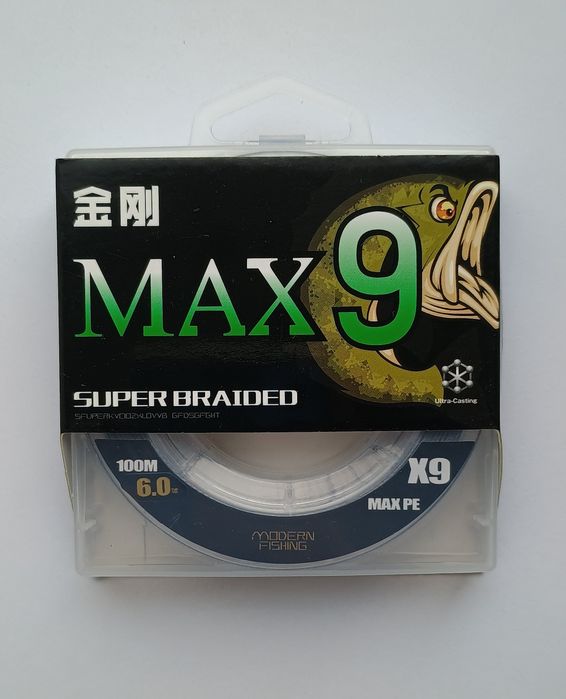 金刚
MAX9
SUPER BRAIDED
Ultra-Casting
100M
6.0
X9
MAX PE
MODERN
FISHING